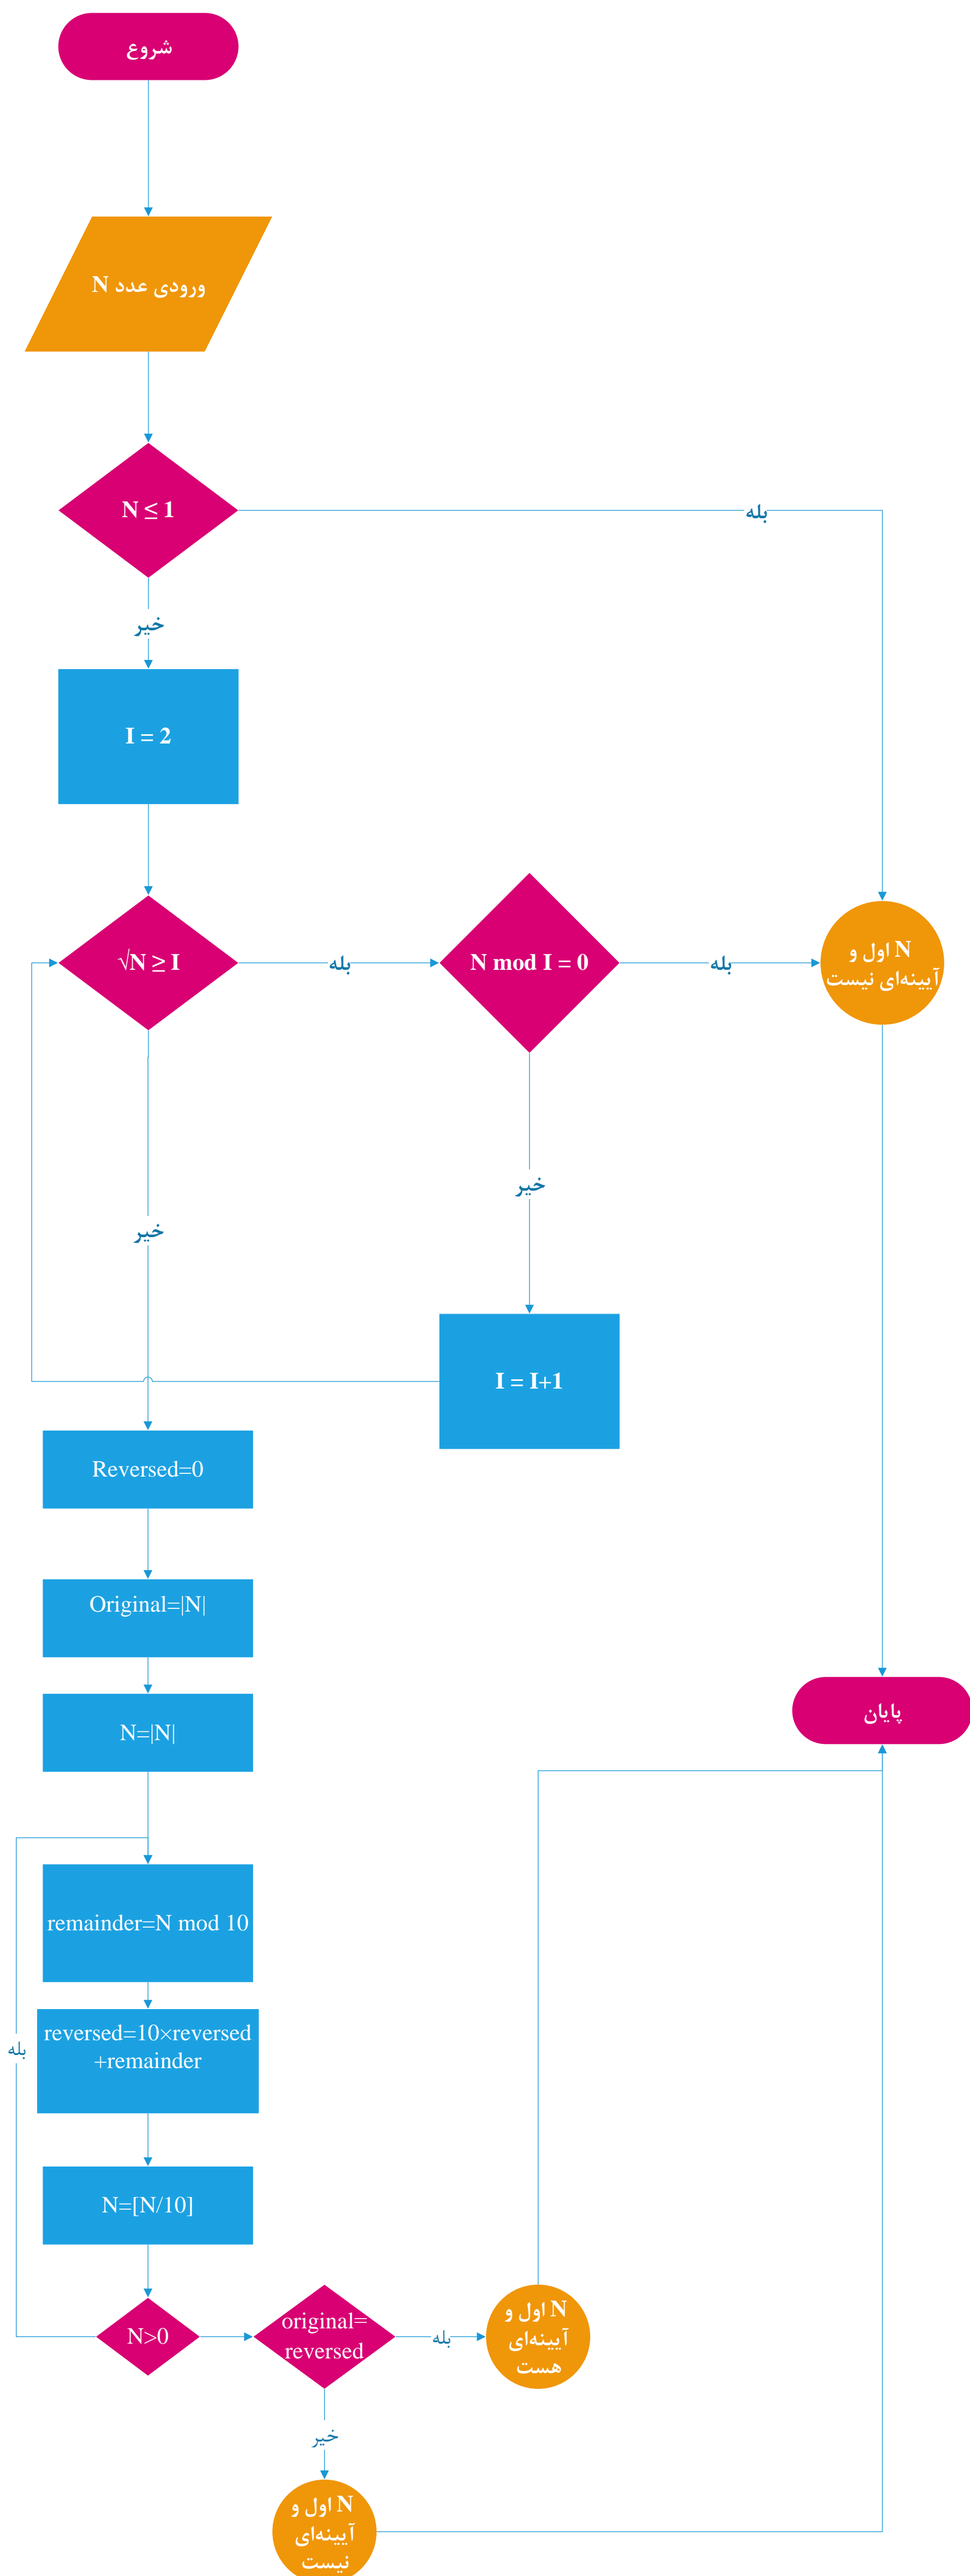 شروع
ورودی عدد N
N ≤ 1
بله
خیر
I = 2
√N ≥ I
بله
N mod I = 0
بله
N اول و
آیینه‌ای نیست
خیر
خیر
I = I+1
Reversed=0
Original=|N|
N=|N|
پایان
remainder=N mod 10
reversed=10×reversed
+remainder
بله
N=[N/10]
N>0
original=
reversed
بله
N اول و
آیینه‌ای
هست
خیر
N اول و
آیینه‌ای
نیست